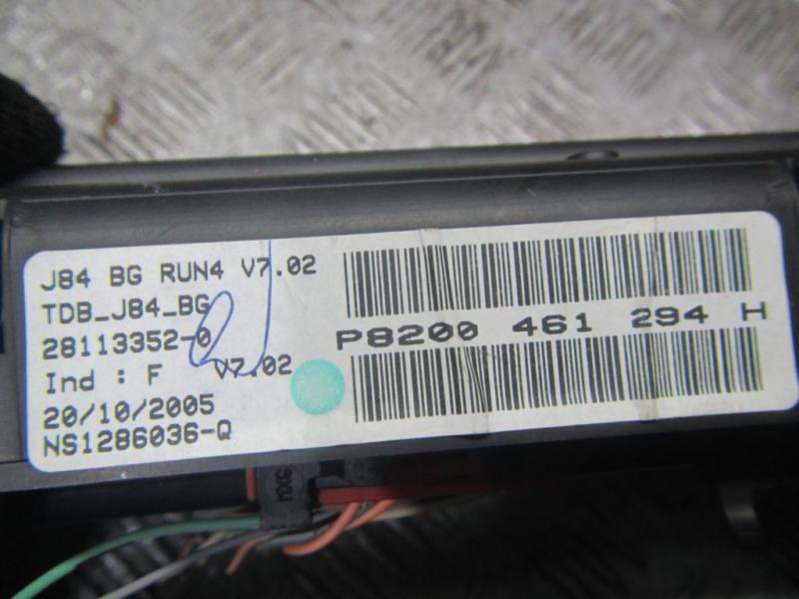 J84 BG RUN4 V7.02
TDB_J84_BG
28113352-0
Ind : F V7.02
20/10/2005
NS1286036-Q
P8200 461 294 H